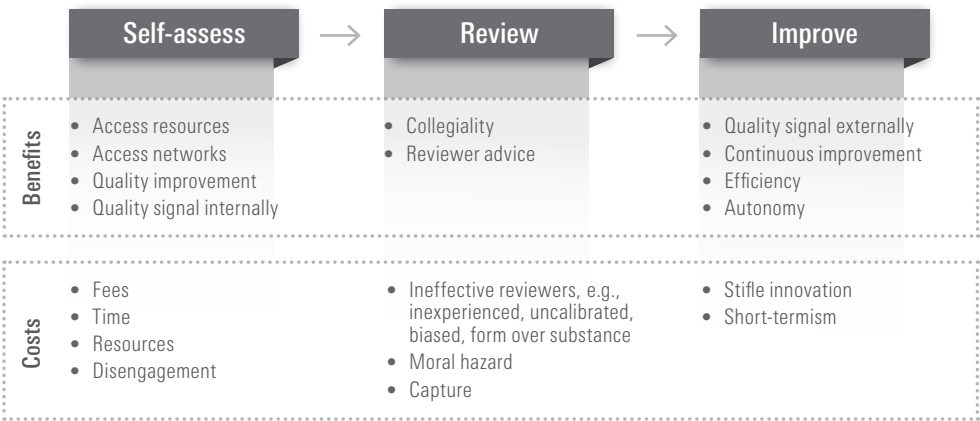 Self-assess → Review → Improve
Benefits
• Access resources
• Access networks
• Quality improvement
• Quality signal internally
• Collegiality
• Reviewer advice
• Quality signal externally
• Continuous improvement
• Efficiency
• Autonomy
Costs
• Fees
• Time
• Resources
• Disengagement
• Ineffective reviewers, e.g.,
inexperienced, uncalibrated,
biased, form over substance
• Moral hazard
• Capture
• Stifle innovation
• Short-termism